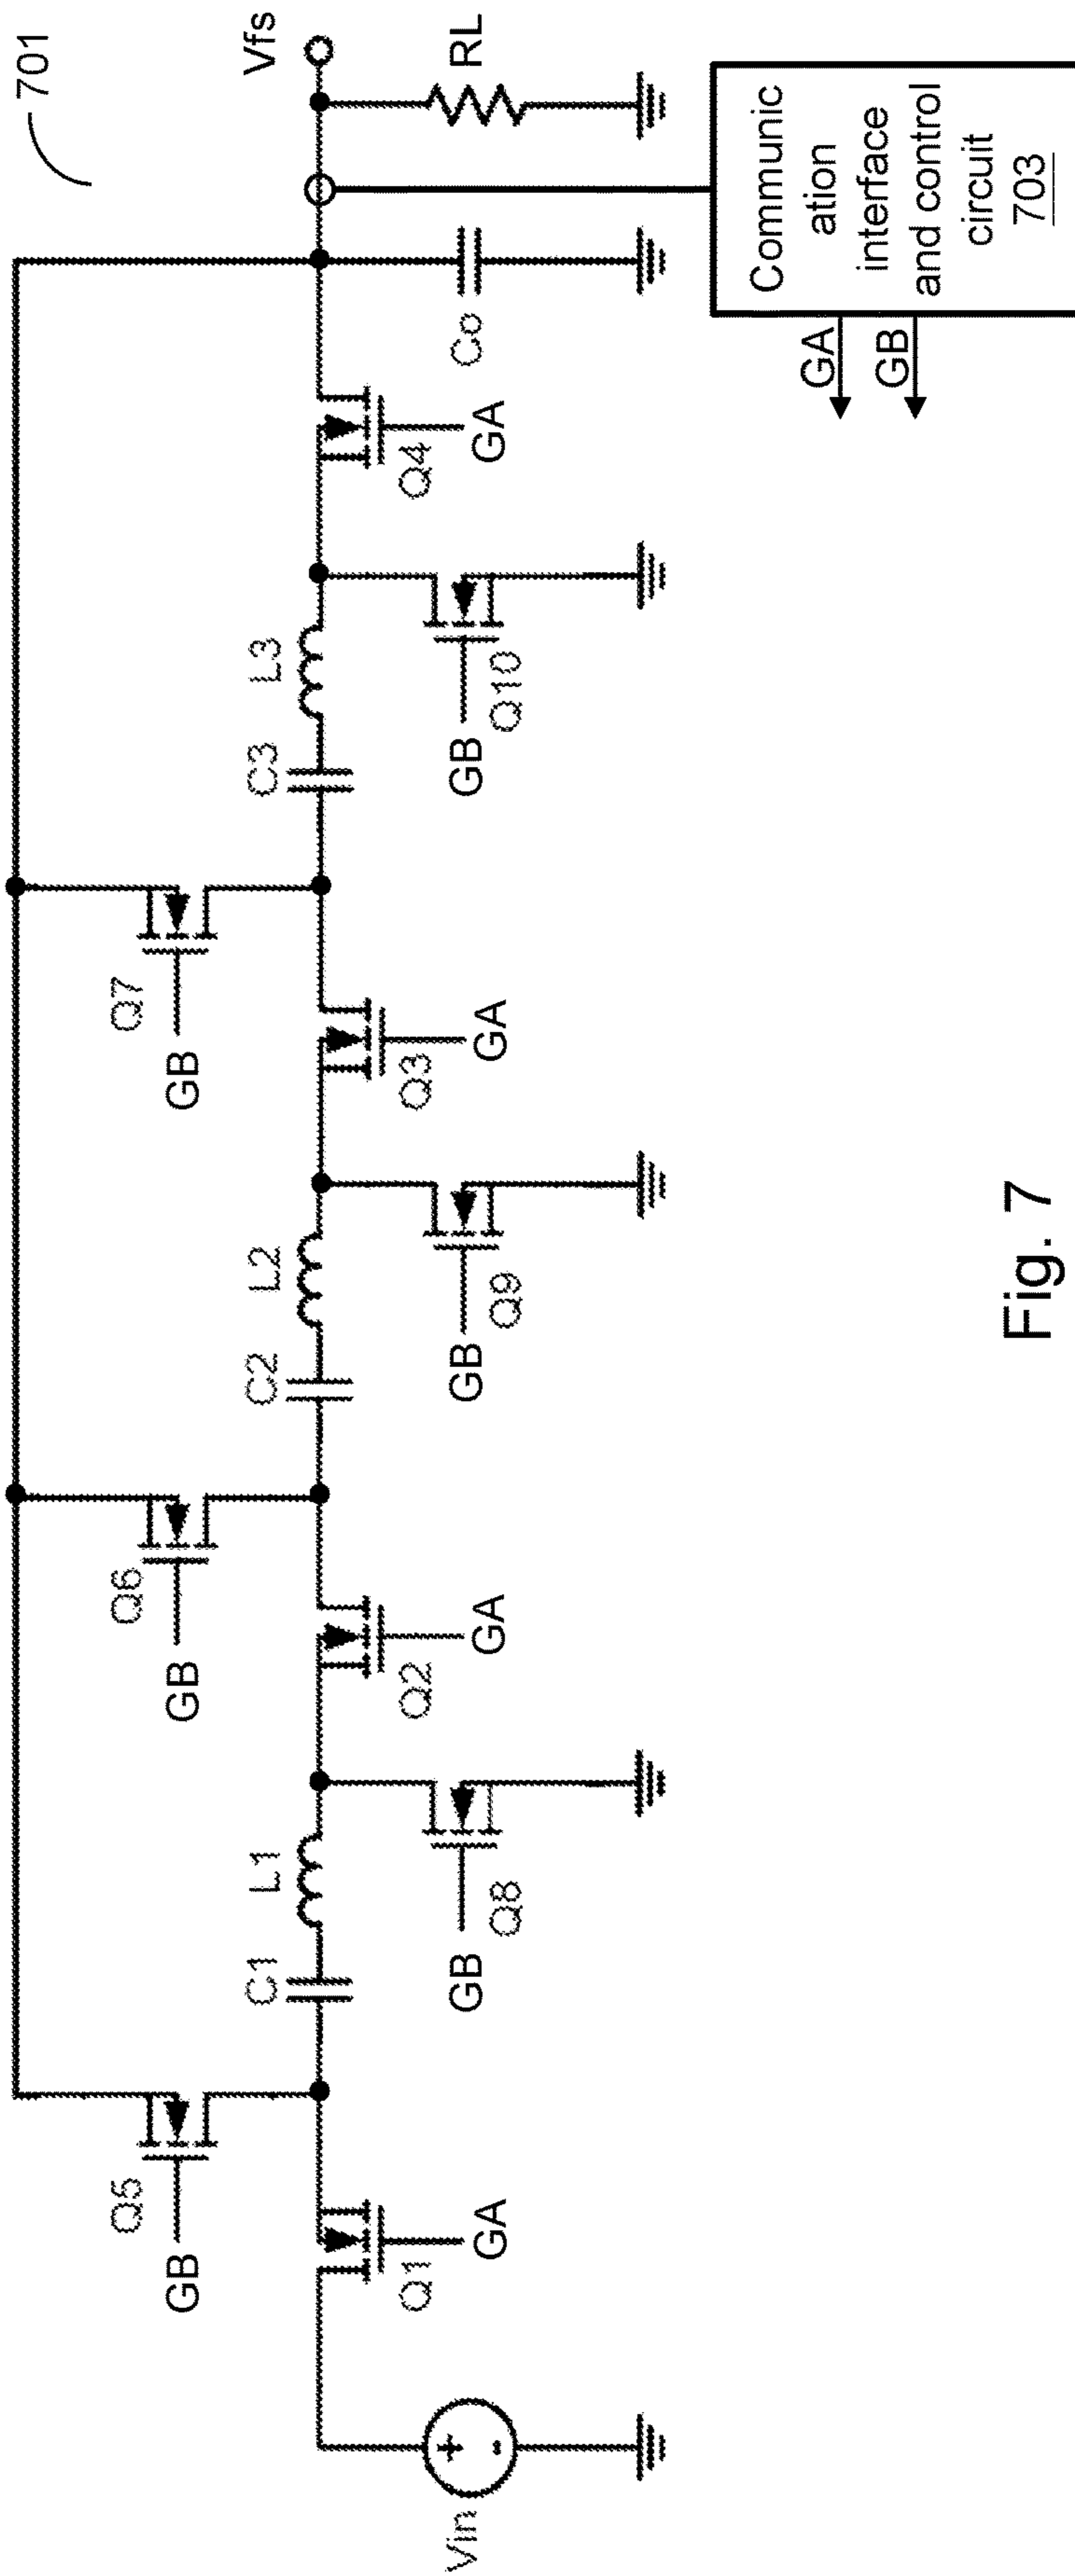 701
Vfs
Q5
GB
Q6
GB
Q7
GB
Vin
Q1
GA
C1
L1
GB
Q8
Q2
GA
C2
L2
GB
Q9
Q3
GA
C3
L3
GB
Q10
Q4
GA
Co
RL
GA
GB
Communic
ation
interface
and control
circuit
703
+
-
Fig. 7